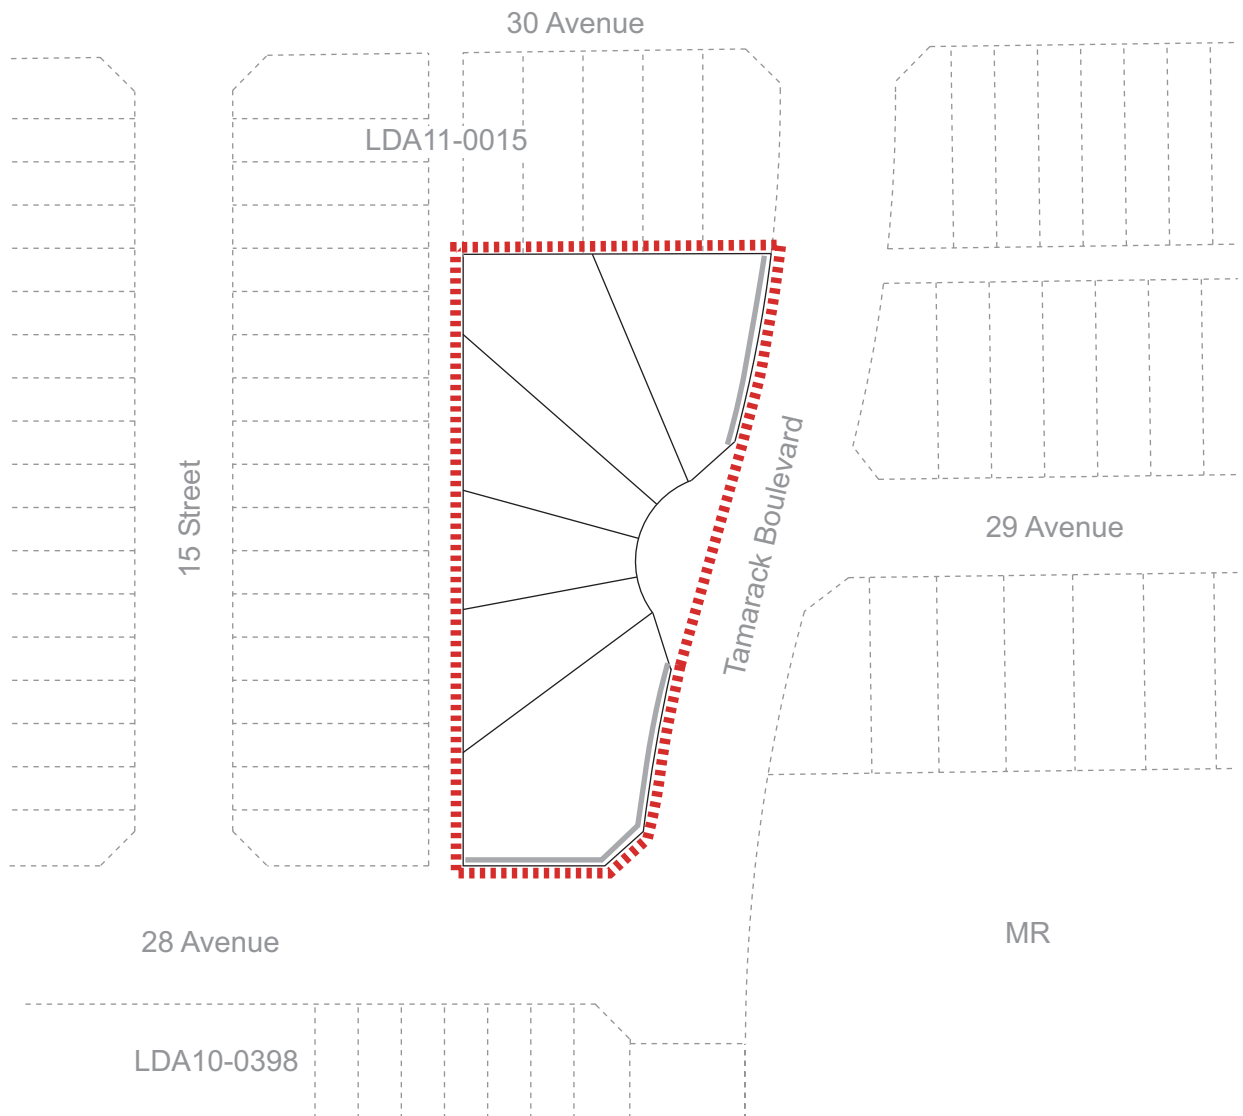 30 Avenue
LDA11-0015
15 Street
Tamarack Boulevard
29 Avenue
28 Avenue
MR
LDA10-0398